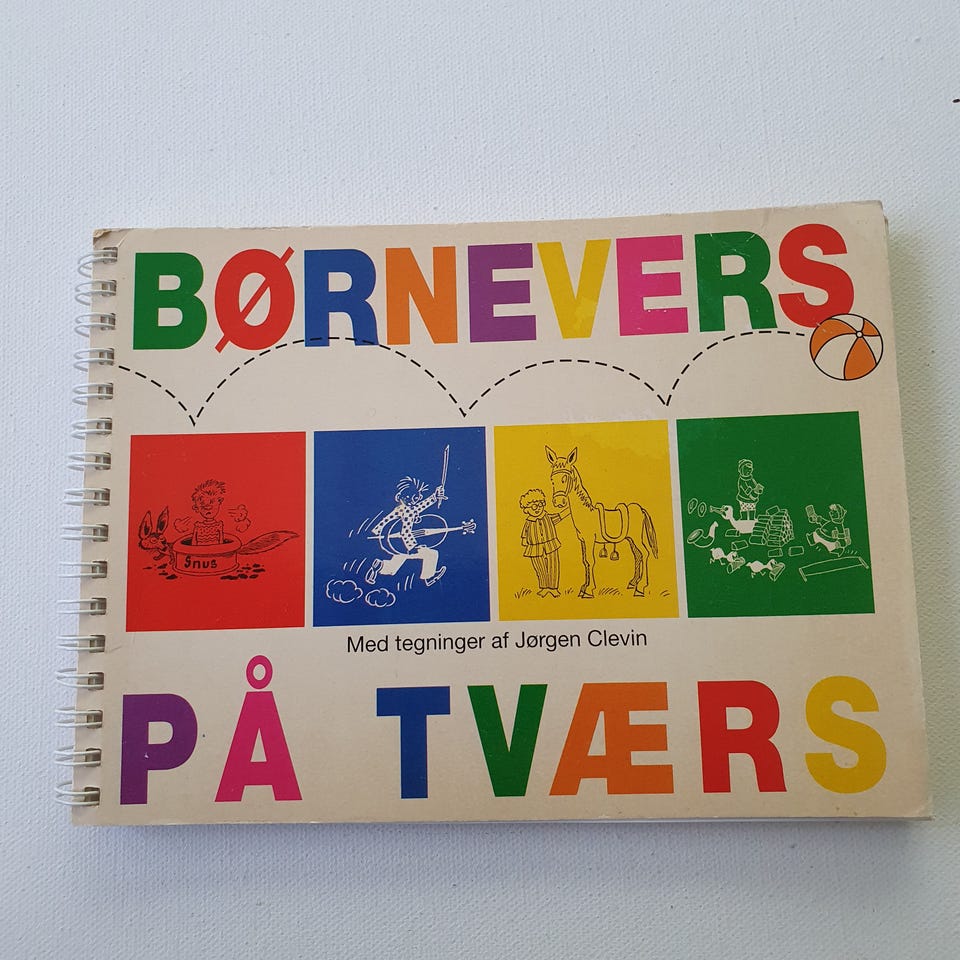 BØRNEVERS
Snus
Med tegninger af Jørgen Clevin
PÅ TVÆRS